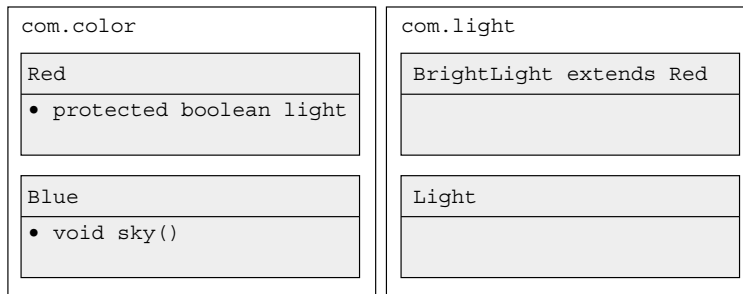 com.color
Red
• protected boolean light
Blue
• void sky()
com.light
BrightLight extends Red
Light